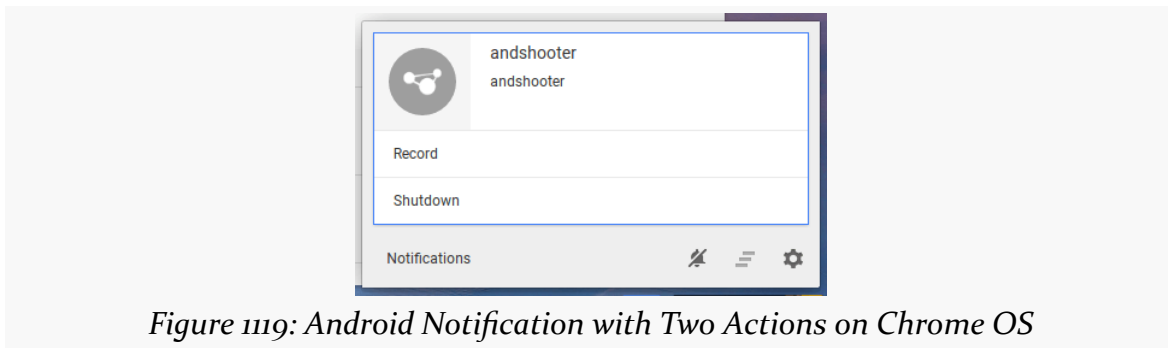 andshooter
andshooter
Record
Shutdown
Notifications
Figure 1119: Android Notification with Two Actions on Chrome OS